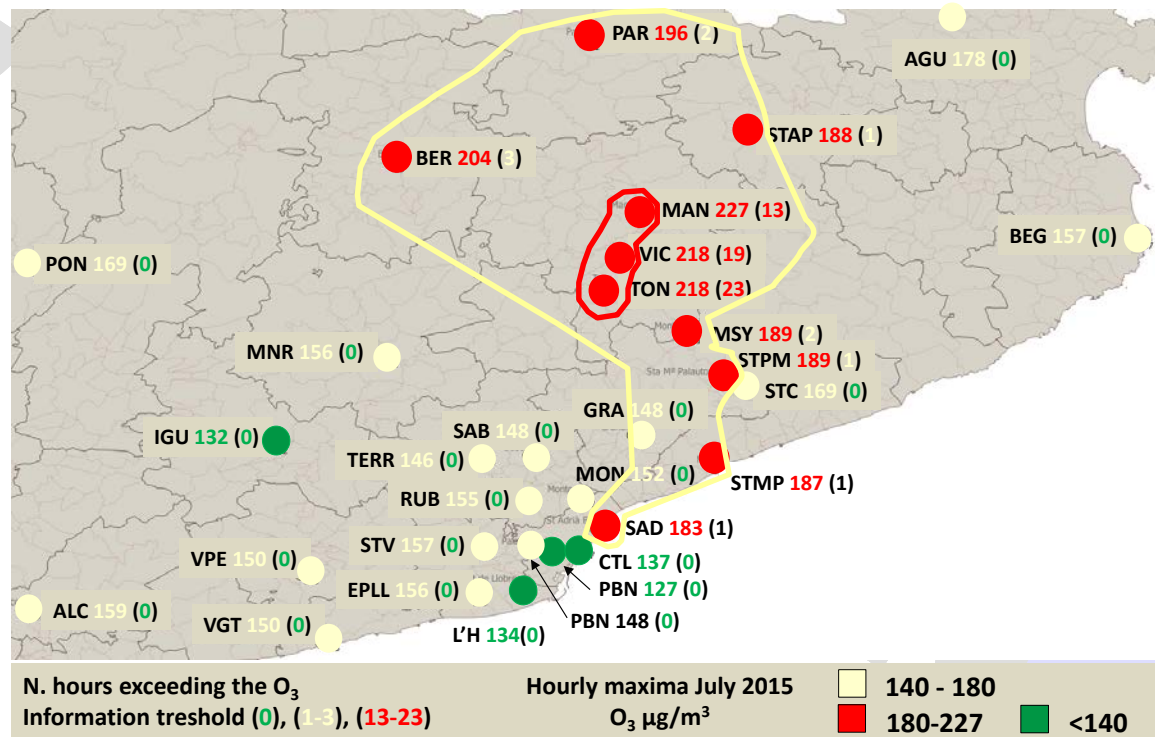 PAR 196 (2)
AGU 178 (0)
STAP 188 (1)
BER 204 (3)
MAN 227 (13)
BEG 157 (0)
VIC 218 (19)
PON 169 (0)
TON 218 (23)
MSY 189 (2)
MNR 156 (0)
STPM 189 (1)
Sta Mª Palauto
STC 169 (0)
GRA 148 (0)
IGU 132 (0)
SAB 148 (0)
TERR 146 (0)
MON 152 (0)
STMP 187 (1)
RUB 155 (0)
St Adrià
SAD 183 (1)
STV 157 (0)
CTL 137 (0)
VPE 150 (0)
PBN 127 (0)
EPLL 156 (0)
ALC 159 (0)
PBN 148 (0)
VGT 150 (0)
L'H 134(0)
N. hours exceeding the O₃
Information treshold (0), (1-3), (13-23)
Hourly maxima July 2015
O₃ µg/m³
140 - 180
180-227
<140